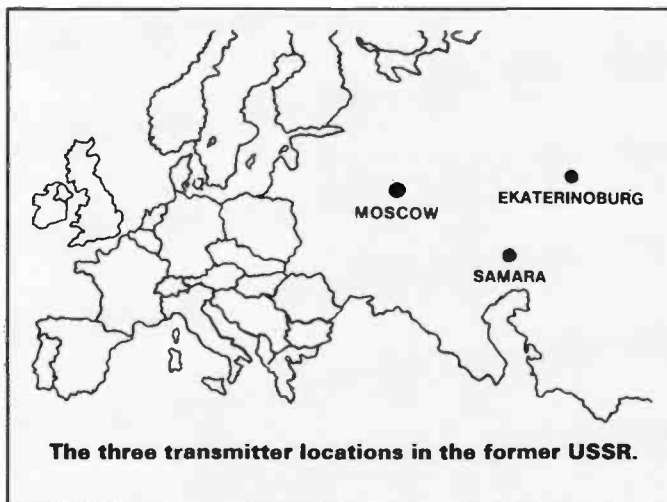 MOSCOW
EKATERINOBURG
SAMARA
The three transmitter locations in the former USSR.